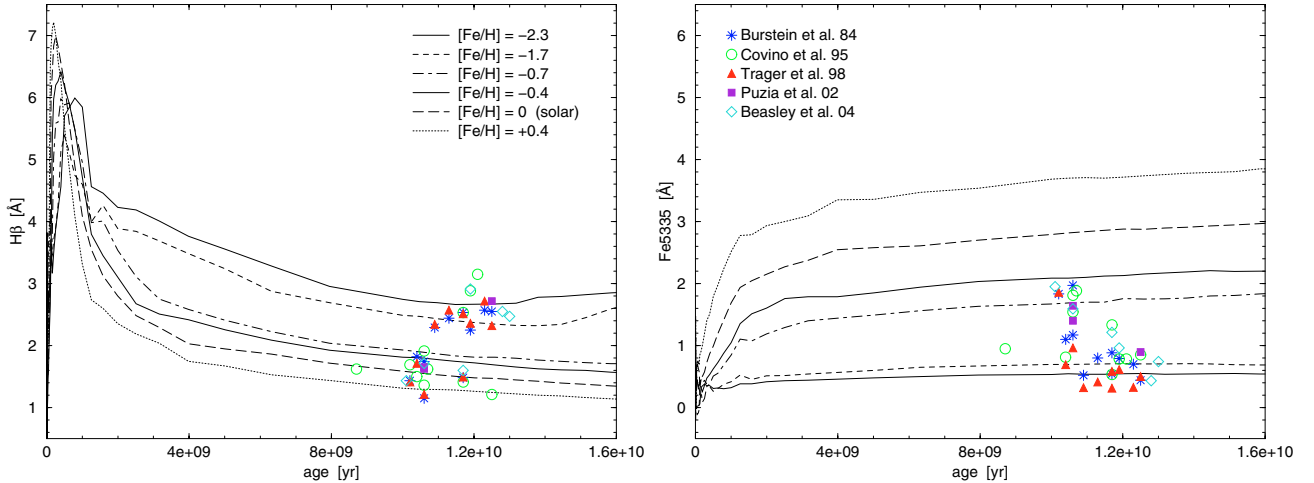 7
6
5
4
3
2
1
Hβ [Å]
[Fe/H] = −2.3
[Fe/H] = −1.7
[Fe/H] = −0.7
[Fe/H] = −0.4
[Fe/H] = 0 (solar)
[Fe/H] = +0.4
0
4e+09
8e+09
1.2e+10
1.6e+10
age [yr]
6
5
4
3
2
1
0
Fe5335 [Å]
Burstein et al. 84
Covino et al. 95
Trager et al. 98
Puzia et al. 02
Beasley et al. 04
0
4e+09
8e+09
1.2e+10
1.6e+10
age [yr]